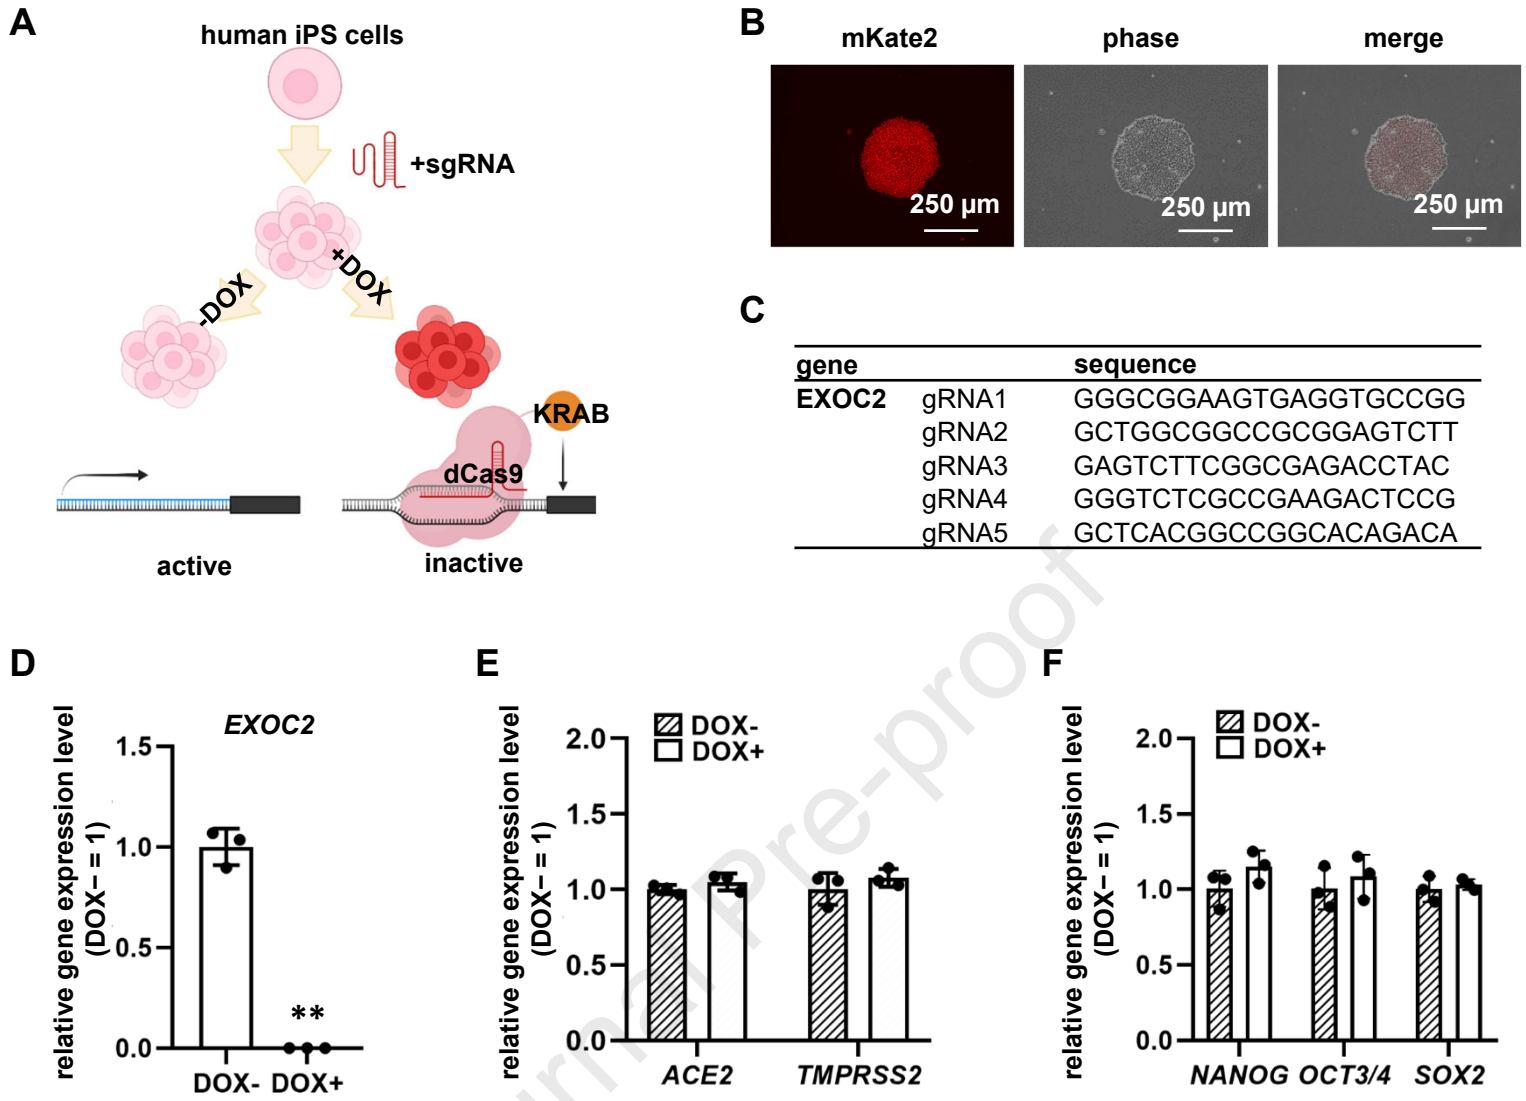 A
human iPS cells
+sgRNA
-DOX
+DOX
KRAB
dCas9
active
inactive
B
mKate2
phase
merge
250 μm
250 μm
250 μm
C
gene sequence
EXOC2 gRNA1 GGGCGGAAGTGAGGTGCCGG
gRNA2 GCTGGCGGCCGCGGAGTCTT
gRNA3 GAGTCTTCGGCGAGACCTAC
gRNA4 GGGTCTCGCCGAAGACTCCG
gRNA5 GCTCACGGCCGGCACAGACA
D
EXOC2
relative gene expression level
(DOX− = 1)
1.5
1.0
0.5
0.0
**
DOX- DOX+
E
relative gene expression level
(DOX− = 1)
DOX-
DOX+
2.0
1.5
1.0
0.5
0.0
ACE2 TMPRSS2
F
relative gene expression level
(DOX− = 1)
DOX-
DOX+
2.0
1.5
1.0
0.5
0.0
NANOG OCT3/4 SOX2
urnal Pre-proof